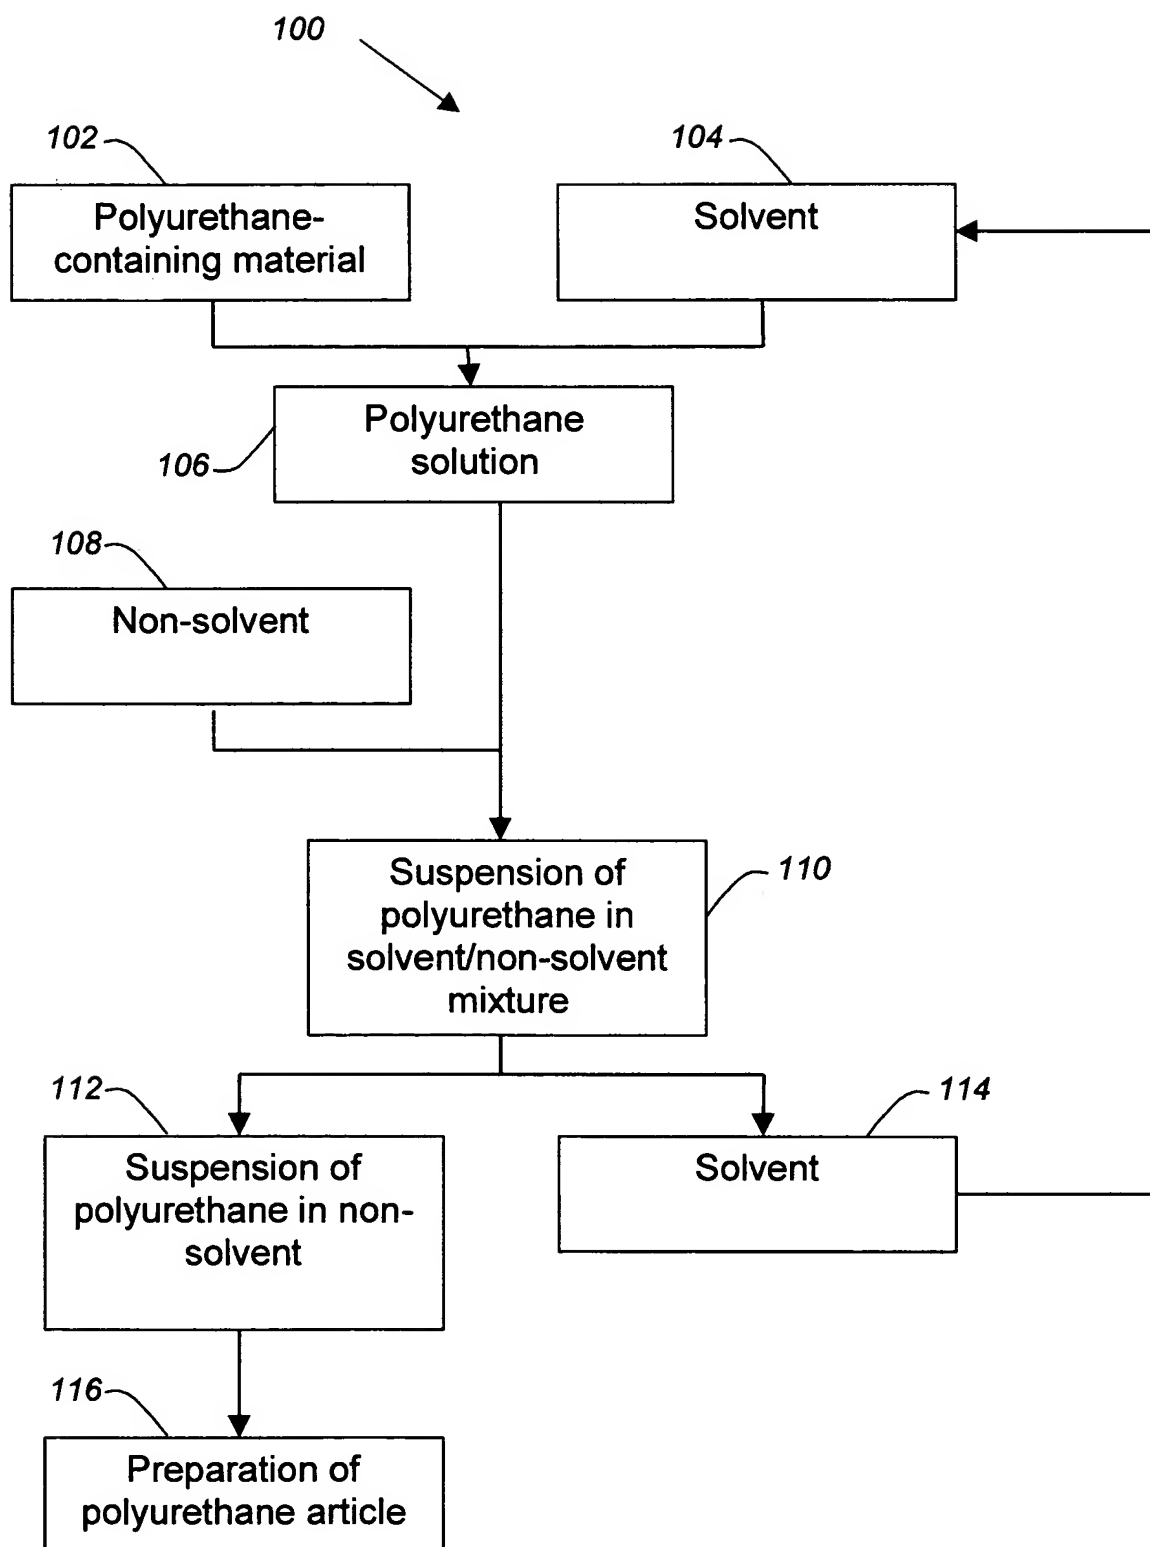 100
102
104
Polyurethane-
containing material
Solvent
Polyurethane
solution
106
108
Non-solvent
Suspension of
polyurethane in
solvent/non-solvent
mixture
110
112
114
Suspension of
polyurethane in non-
solvent
Solvent
116
Preparation of
polyurethane article